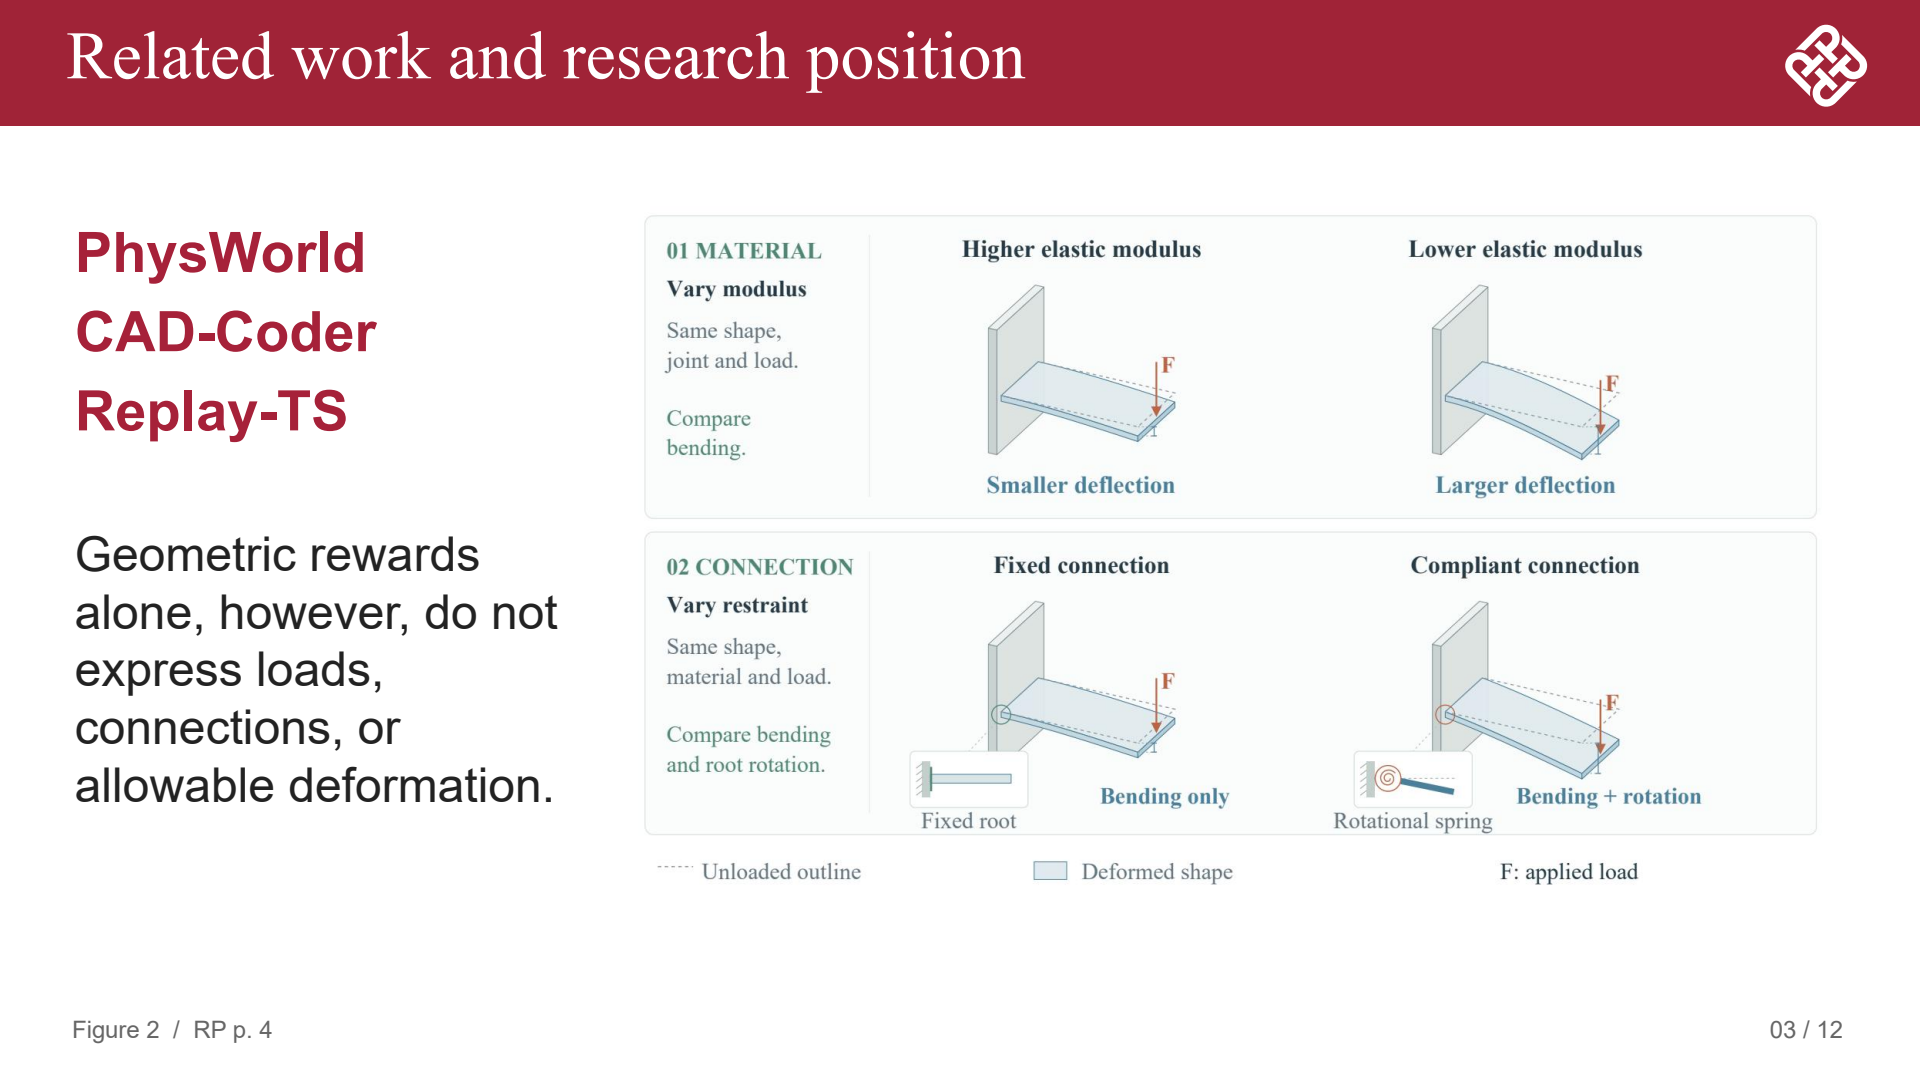 Related work and research position
PhysWorld
CAD-Coder
Replay-TS
Geometric rewards
alone, however, do not
express loads,
connections, or
allowable deformation.
01 MATERIAL
Vary modulus
Same shape,
joint and load.
Compare
bending.
Higher elastic modulus
F
Smaller deflection
Lower elastic modulus
F
Larger deflection
02 CONNECTION
Vary restraint
Same shape,
material and load.
Compare bending
and root rotation.
Fixed connection
F
Bending only
Fixed root
Compliant connection
F
Bending + rotation
Rotational spring
Unloaded outline
Deformed shape
F: applied load
Figure 2 / RP p. 4
03 / 12